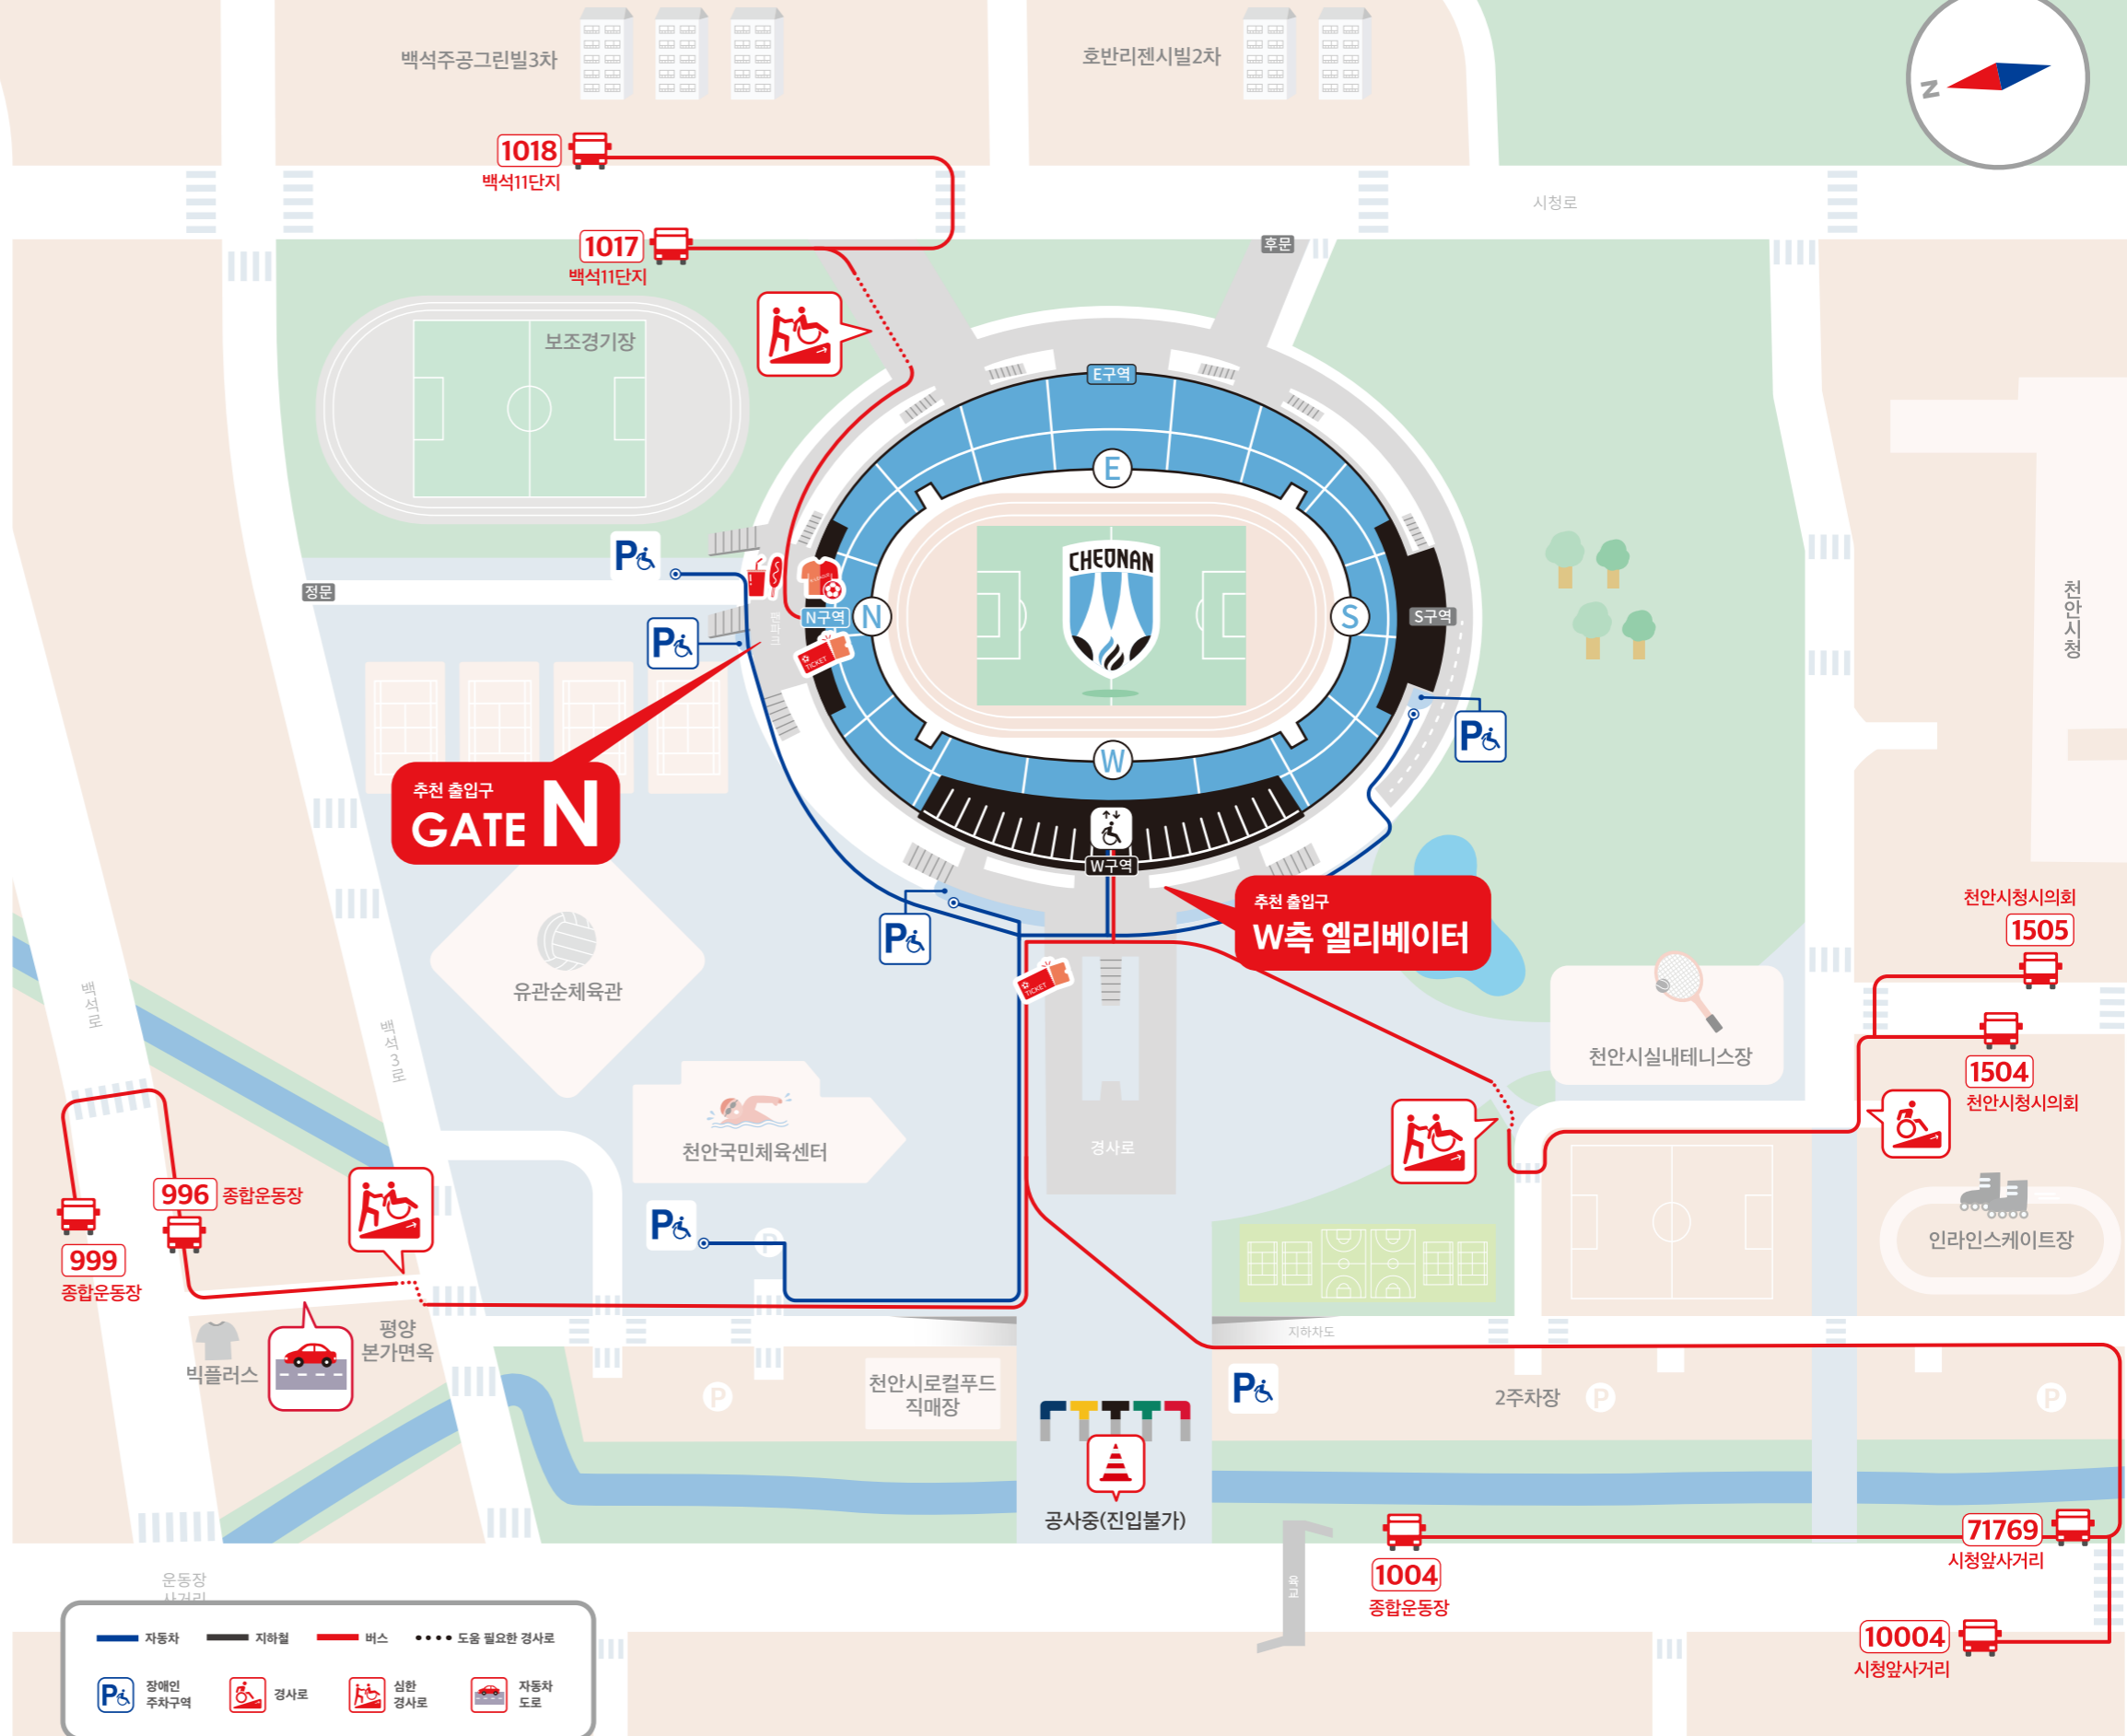 백석주공그린빌3차
호반리젠시빌2차
N
1018
백석11단지
시청로
1017
백석11단지
후문
보조경기장
E구역
E
CHEONAN
정문
N구역
N
S
S구역
TICKET
천안시청
W
추천 출입구
GATE N
W구역
추천 출입구
W측 엘리베이터
P
P
P
P
P
P
천안시청시의회
1505
1504
천안시청시의회
유관순체육관
TICKET
백석로
백석3로
천안시실내테니스장
천안국민체육센터
경사로
996 종합운동장
999
종합운동장
P
인라인스케이트장
지하차도
빅플러스
평양
본가면옥
천안시로컬푸드
직매장
P
2주차장
P
P
공사중(진입불가)
육교
1004
종합운동장
71769
시청앞사거리
10004
시청앞사거리
운동장
사거리
자동차
지하철
버스
도움 필요한 경사로
P
장애인
주차구역
경사로
심한
경사로
자동차
도로